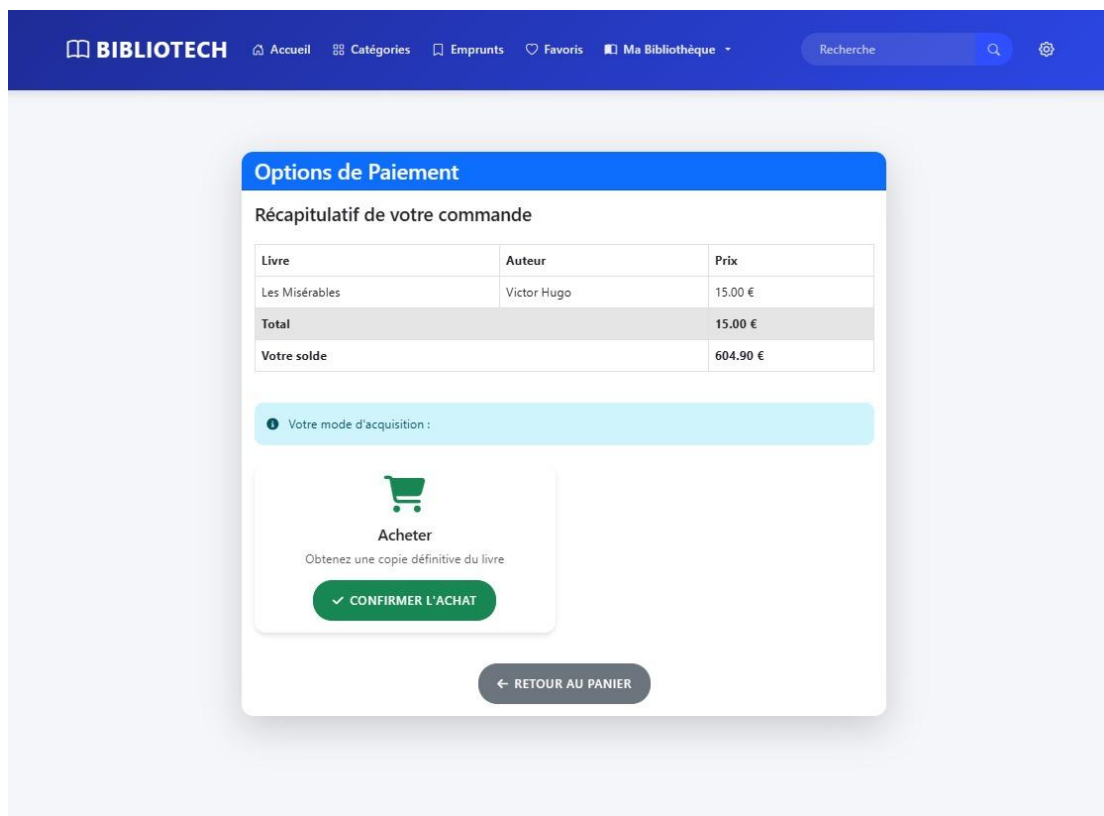 BIBLIOTECH Accueil Catégories Emprunts Favoris Ma Bibliothèque Recherche
Options de Paiement
Récapitulatif de votre commande
Livre Auteur Prix
Les Misérables Victor Hugo 15.00 €
Total 15.00 €
Votre solde 604.90 €
Votre mode d'acquisition :
Acheter
Obtenez une copie définitive du livre
CONFIRMER L'ACHAT
RETOUR AU PANIER